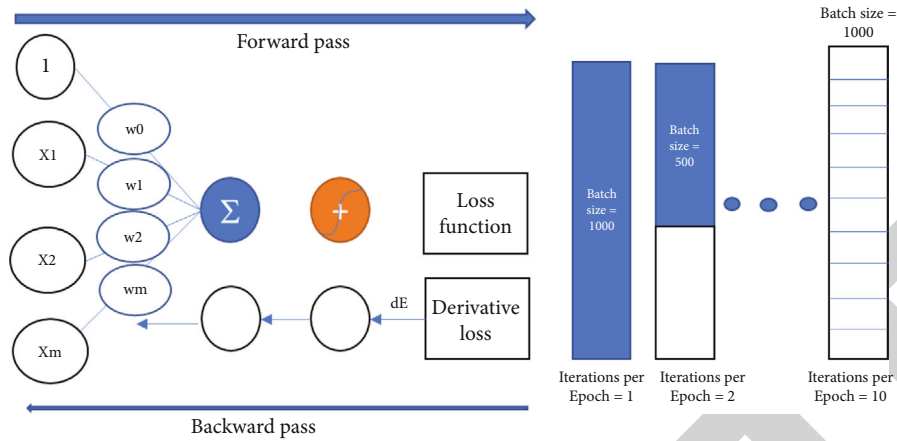 Forward pass
1
w0
X1
w1
Σ
+
Loss
function
X2
w2
wm
Xm
dE
Derivative
loss
Backward pass
Batch
size =
1000
Iterations per
Epoch = 1
Batch
size =
500
Iterations per
Epoch = 2
Batch size =
1000
Iterations per
Epoch = 10